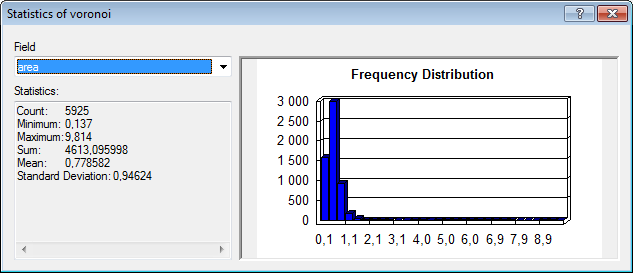 Statistics of voronoi
Field
area
Statistics:
Count: 5925
Minimum: 0,137
Maximum: 9,814
Sum: 4613,095998
Mean: 0,778582
Standard Deviation: 0,94624
Frequency Distribution
3 000
2 500
2 000
1 500
1 000
500
0
0,1 1,1 2,1 3,1 4,0 5,0 6,0 6,9 7,9 8,9